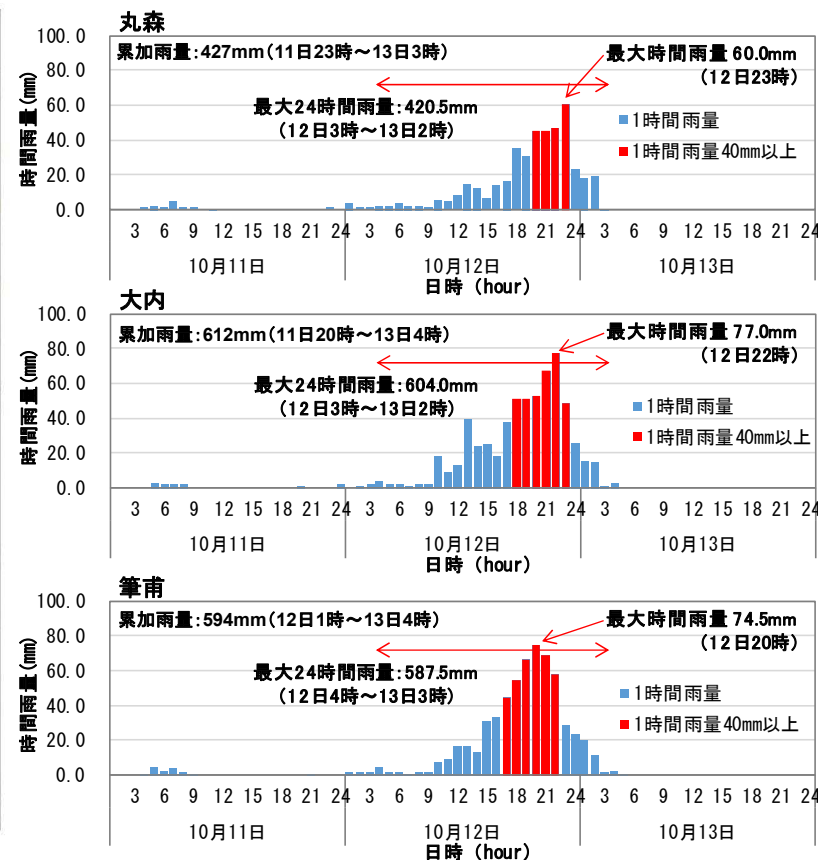 丸森
100.0
80.0
60.0
40.0
20.0
0.0
時間雨量(mm)
累加雨量:427mm(11日23時～13日3時)
最大時間雨量 60.0mm
(12日23時)
最大24時間雨量:420.5mm
(12日3時～13日2時)
1時間雨量
1時間雨量40mm以上
3 6 9 12 15 18 21 24 3 6 9 12 15 18 21 24 3 6 9 12 15 18 21 24
10月11日 10月12日 10月13日
日時 (hour)
大内
100.0
80.0
60.0
40.0
20.0
0.0
時間雨量(mm)
累加雨量:612mm(11日20時～13日4時)
最大時間雨量 77.0mm
(12日22時)
最大24時間雨量:604.0mm
(12日3時～13日2時)
1時間雨量
1時間雨量40mm以上
3 6 9 12 15 18 21 24 3 6 9 12 15 18 21 24 3 6 9 12 15 18 21 24
10月11日 10月12日 10月13日
日時 (hour)
筆甫
100.0
80.0
60.0
40.0
20.0
0.0
時間雨量(mm)
累加雨量:594mm(12日1時～13日4時)
最大時間雨量 74.5mm
(12日20時)
最大24時間雨量:587.5mm
(12日4時～13日3時)
1時間雨量
1時間雨量40mm以上
3 6 9 12 15 18 21 24 3 6 9 12 15 18 21 24 3 6 9 12 15 18 21 24
10月11日 10月12日 10月13日
日時 (hour)